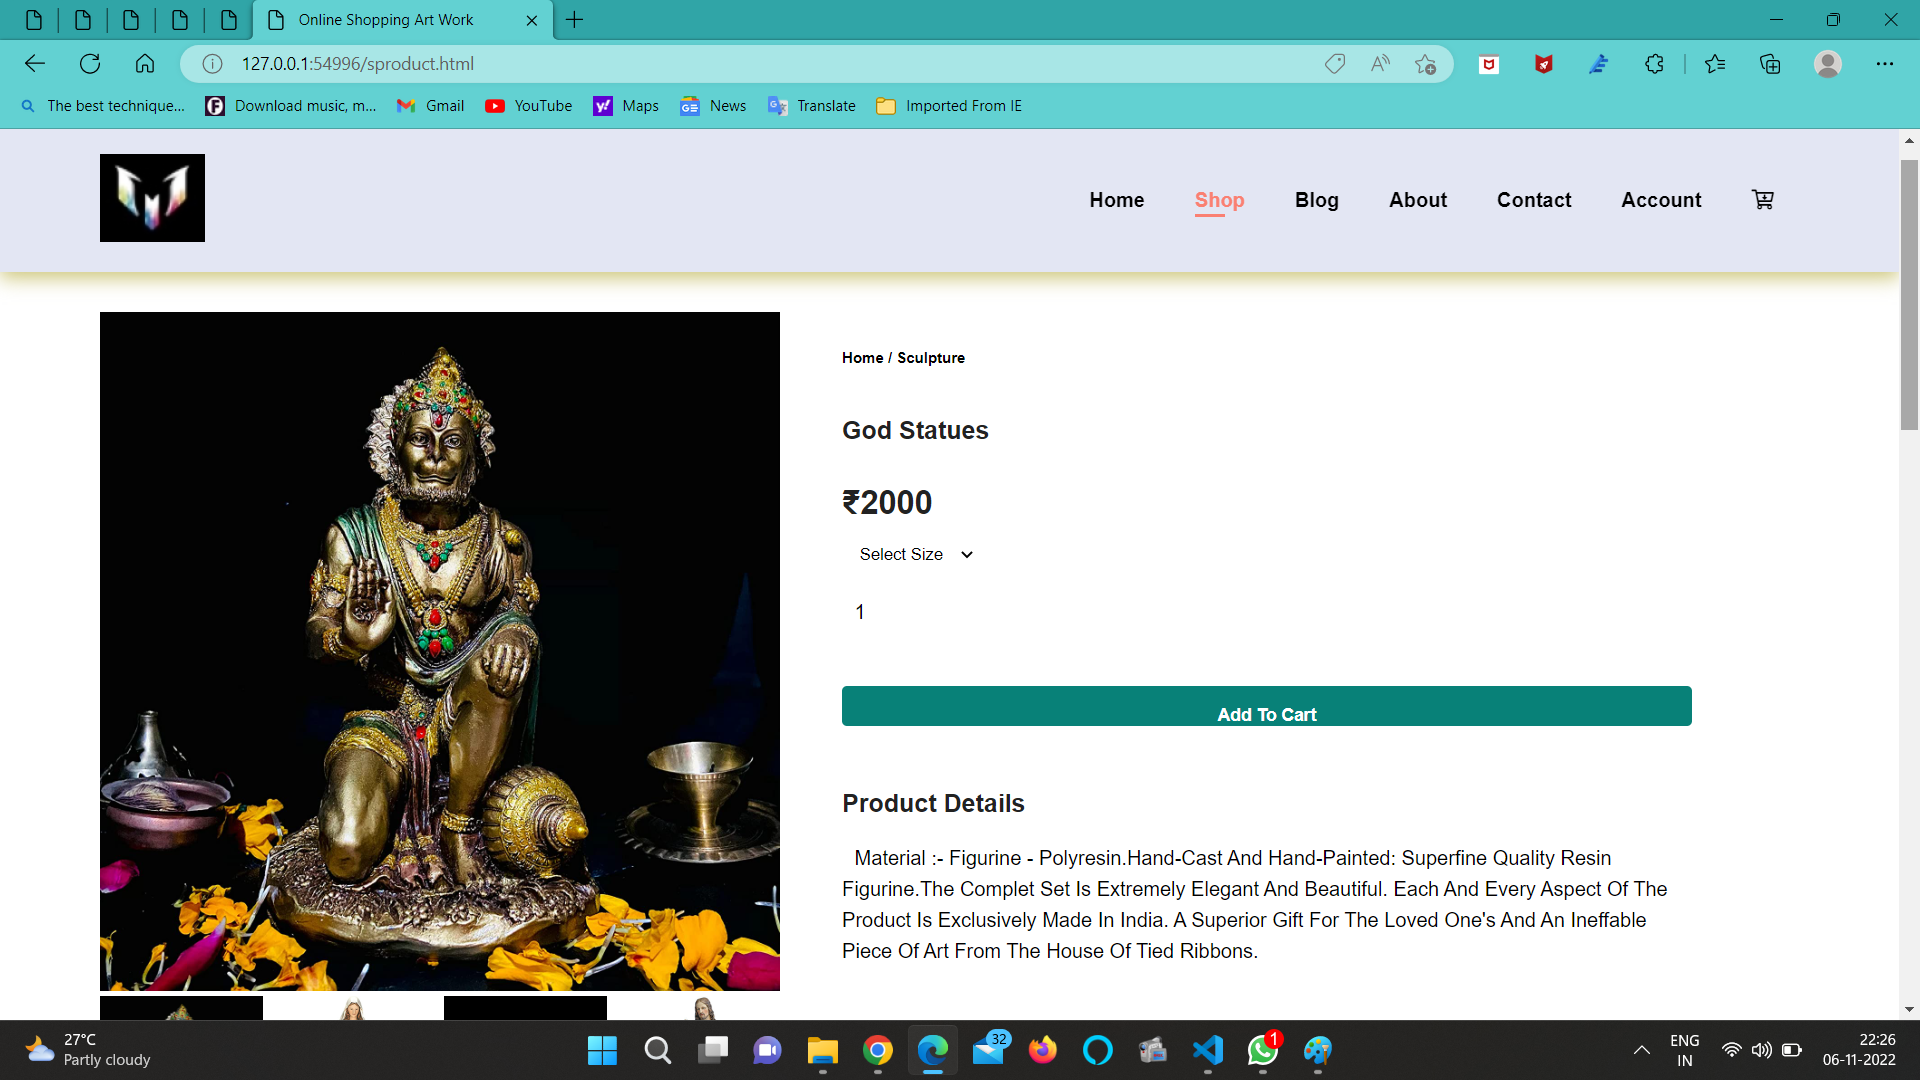 Online Shopping Art Work
127.0.0.1:54996/sproduct.html
The best technique... Download music, m... Gmail YouTube Maps News Translate Imported From IE
Home Shop Blog About Contact Account
Home / Sculpture
God Statues
₹2000
Select Size
1
Add To Cart
Product Details
Material :- Figurine - Polyresin.Hand-Cast And Hand-Painted: Superfine Quality Resin
Figurine.The Complet Set Is Extremely Elegant And Beautiful. Each And Every Aspect Of The
Product Is Exclusively Made In India. A Superior Gift For The Loved One's And An Ineffable
Piece Of Art From The House Of Tied Ribbons.
27°C
Partly cloudy
32
1
ENG
IN
22:26
06-11-2022